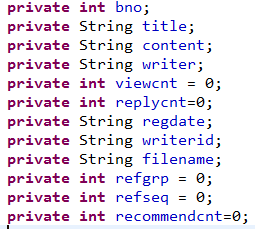 private int bno;
private String title;
private String content;
private String writer;
private int viewcnt = 0;
private int replycnt=0;
private String regdate;
private String writerid;
private String filename;
private int refgrp = 0;
private int refseq = 0;
private int recommendcnt=0;